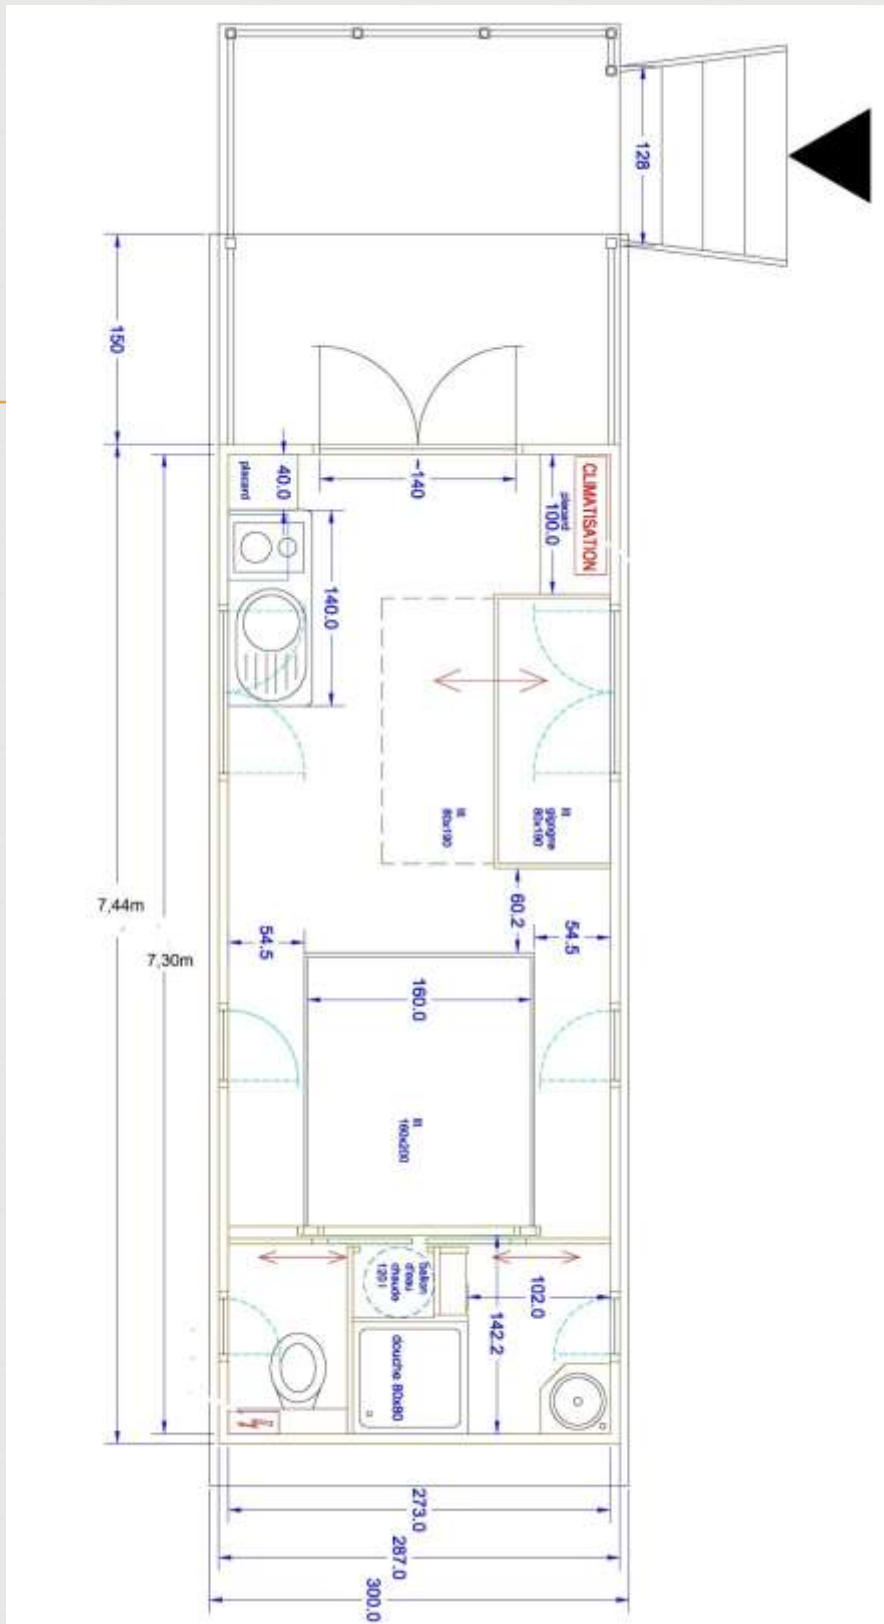 128
150
placard
40.0
~140
placard
100.0
CLIMATISATION
140.0
lit
80x190
lit
gigogne
80x190
7,44m
7,30m
54.5
60.2
54.5
160.0
lit
160x200
ballon
d'eau
chaude
120 l
102.0
142.2
douche 80x80
273.0
287.0
300.0